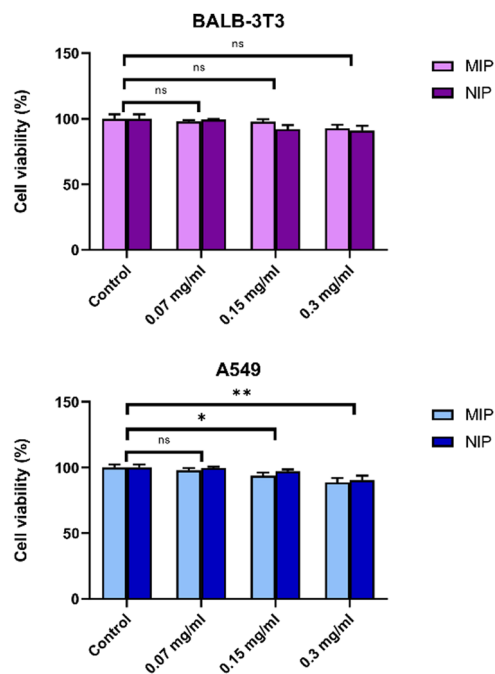 BALB-3T3
ns
ns
ns
150
100
50
0
Cell viability (%)
Control
0.07 mg/ml
0.15 mg/ml
0.3 mg/ml
MIP
NIP
A549
**
*
ns
150
100
50
0
Cell viability (%)
Control
0.07 mg/ml
0.15 mg/ml
0.3 mg/ml
MIP
NIP